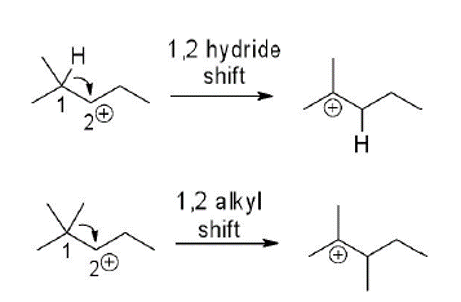 H
1,2 hydride
shift
1
2⊕
⊕
H
1,2 alkyl
shift
1
2⊕
⊕